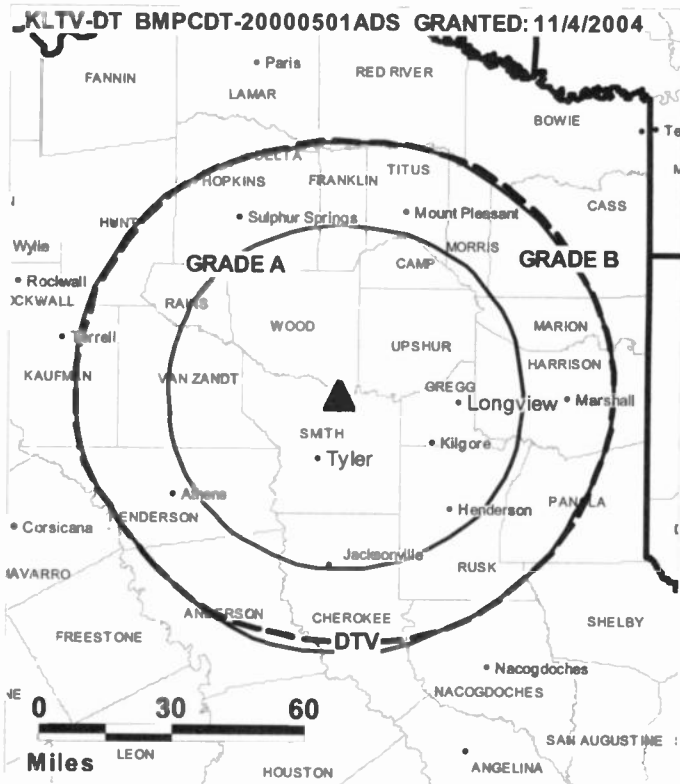 KLTV-DT BMPCDT-20000501ADS GRANTED: 11/4/2004
Paris
FANNIN
RED RIVER
LAMAR
BOWIE
Te
DELTA
TITUS
HOPKINS
FRANKLIN
CASS
HUNT
Sulphur Springs
Mount Pleasant
Wylie
MORRIS
GRADE A
CAMP
GRADE B
Rockwall
OCKWALL
RAINS
WOOD
MARION
Terrell
UPSHUR
HARRISON
KAUFMAN
VAN ZANDT
GREGG
Longview
Marshall
SMITH
Kilgore
Tyler
Athens
PANOLA
Henderson
HENDERSON
Corsicana
Jacksonville
RUSK
NAVARRO
ANDERSON
CHEROKEE
SHELBY
FREESTONE
DTV
Nacogdoches
NE
NACOGDOCHES
0 30 60
SAN AUGUSTINE
Miles
LEON
HOUSTON
ANGELINA